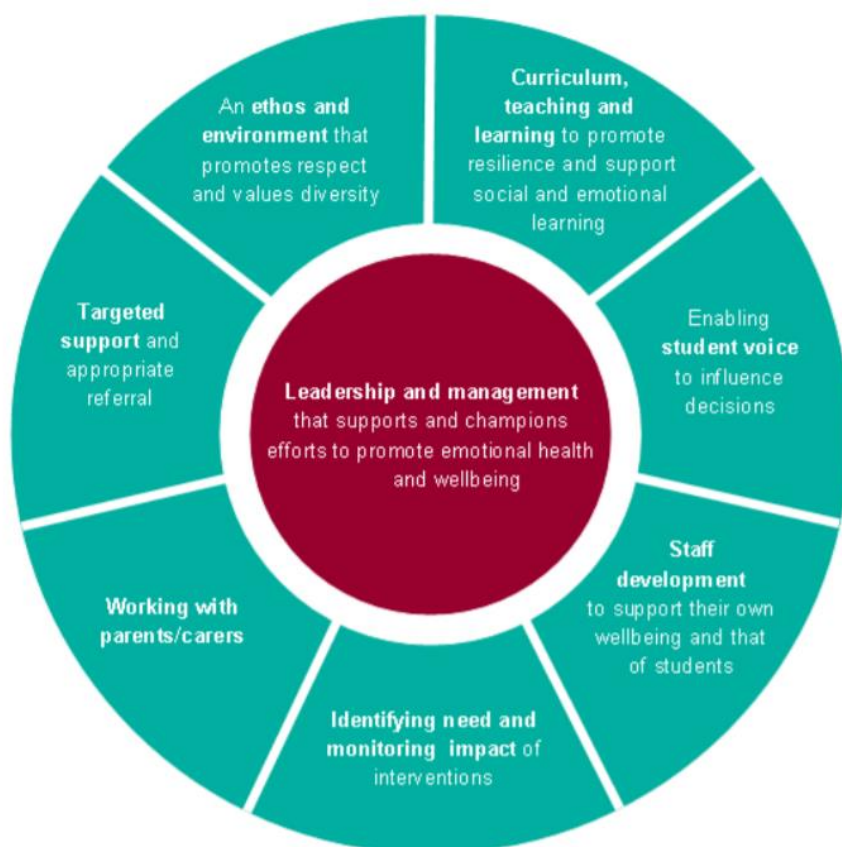 An ethos and
environment that
promotes respect
and values diversity
Curriculum,
teaching and
learning to promote
resilience and support
social and emotional
learning
Enabling
student voice
to influence
decisions
Staff
development
to support their own
wellbeing and that
of students
Identifying need and
monitoring impact of
interventions
Working with
parents/carers
Targeted
support and
appropriate
referral
Leadership and management
that supports and champions
efforts to promote emotional health
and wellbeing